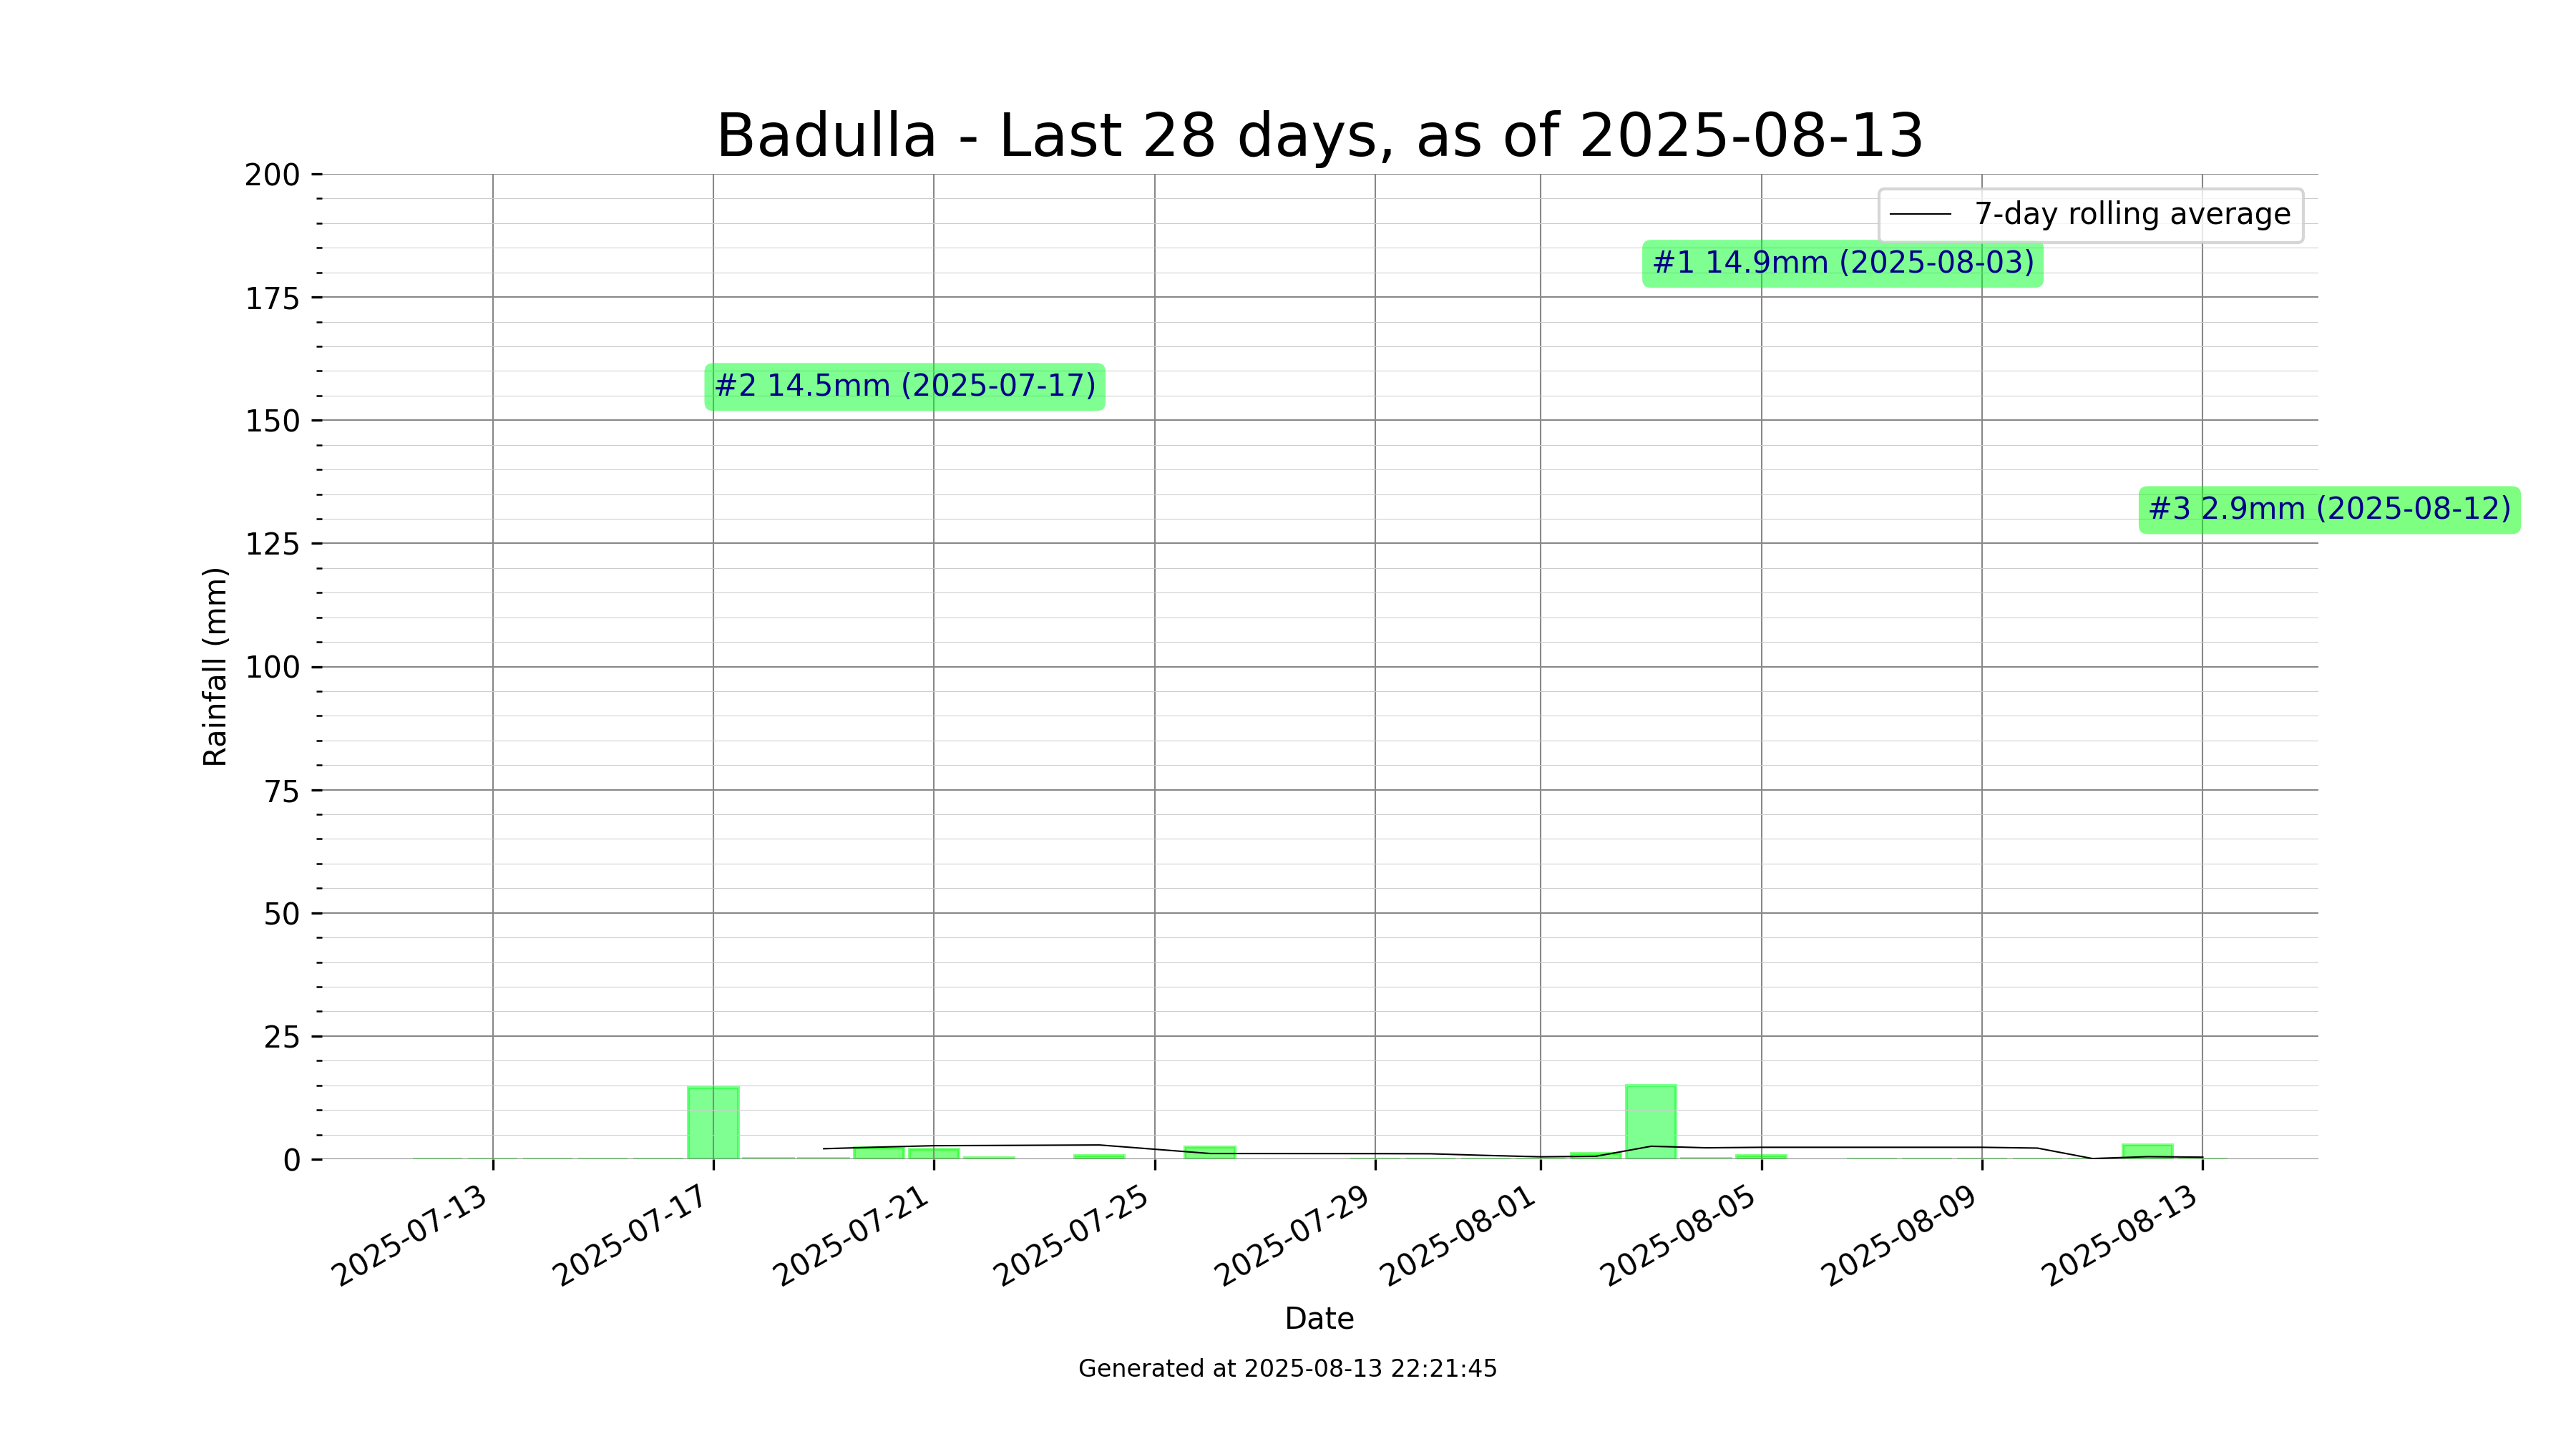 Badulla - Last 28 days, as of 2025-08-13
200
175
150
125
100
75
50
25
0
Rainfall (mm)
7-day rolling average
#1 14.9mm (2025-08-03)
#2 14.5mm (2025-07-17)
#3 2.9mm (2025-08-12)
2025-07-13
2025-07-17
2025-07-21
2025-07-25
2025-07-29
2025-08-01
2025-08-05
2025-08-09
2025-08-13
Date
Generated at 2025-08-13 22:21:45